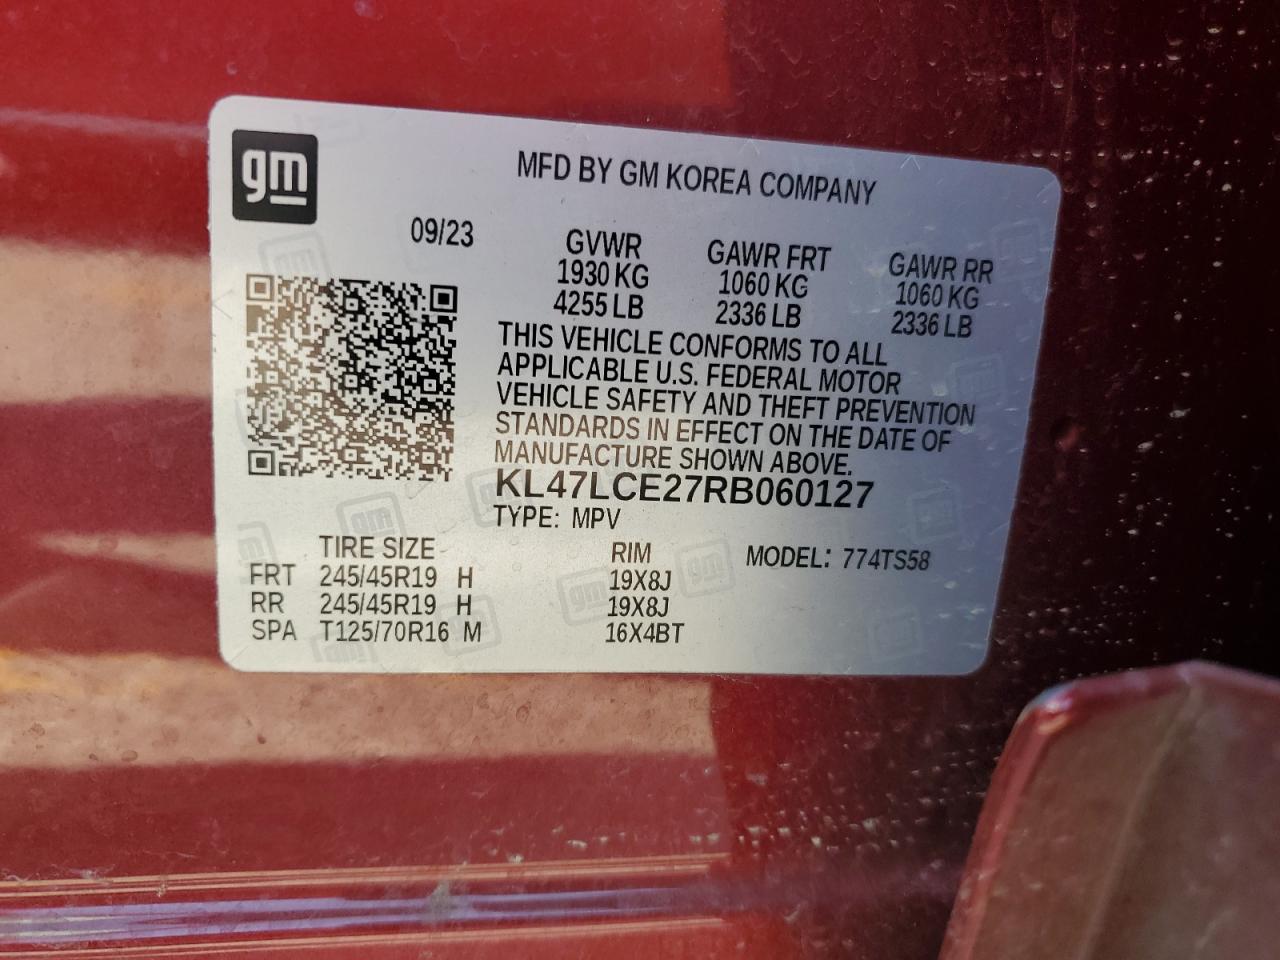 gm
MFD BY GM KOREA COMPANY
09/23
GVWR GAWR FRT GAWR RR
1930 KG 1060 KG 1060 KG
4255 LB 2336 LB 2336 LB
THIS VEHICLE CONFORMS TO ALL
APPLICABLE U.S. FEDERAL MOTOR
VEHICLE SAFETY AND THEFT PREVENTION
STANDARDS IN EFFECT ON THE DATE OF
MANUFACTURE SHOWN ABOVE.
KL47LCE27RB060127
TYPE: MPV
TIRE SIZE RIM MODEL: 774TS58
FRT 245/45R19 H 19X8J
RR 245/45R19 H 19X8J
SPA T125/70R16 M 16X4BT